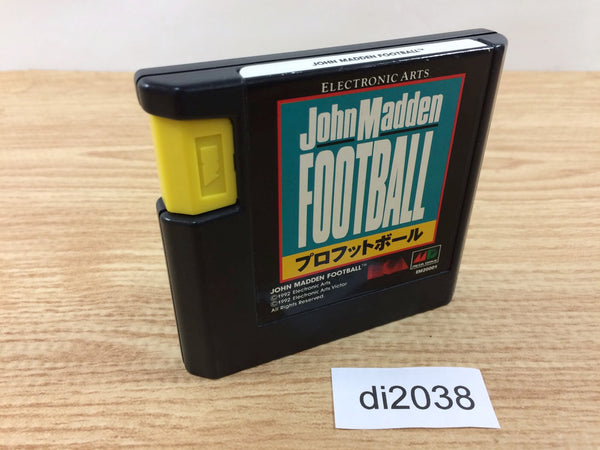 JOHN MADDEN FOOTBALL™
ELECTRONIC ARTS
John Madden
FOOTBALL
プロフットボール
JOHN MADDEN FOOTBALL™
©1992 Electronic Arts
©1992 Electronic Arts Victor
All Rights Reserved
EM20001
di2038